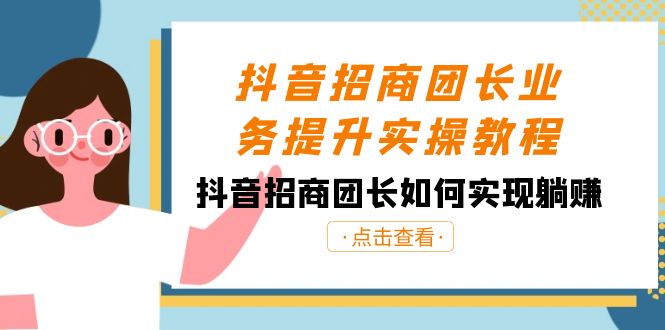 抖音招商团长业
务提升实操教程
抖音招商团长如何实现躺赚
·点击查看·